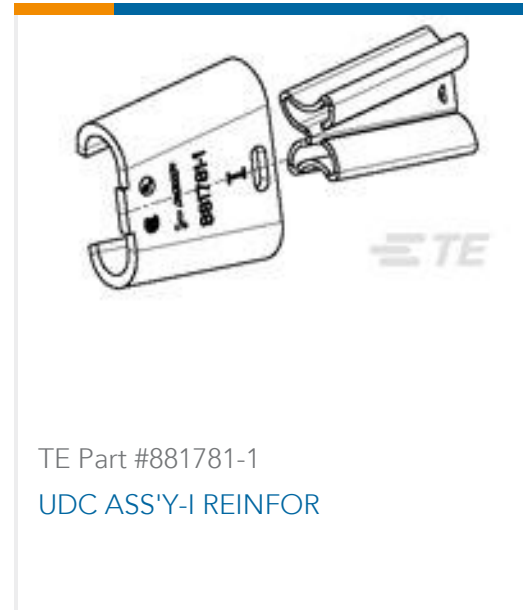 881781-1
I
TE
TE Part #881781-1
UDC ASS'Y-I REINFOR